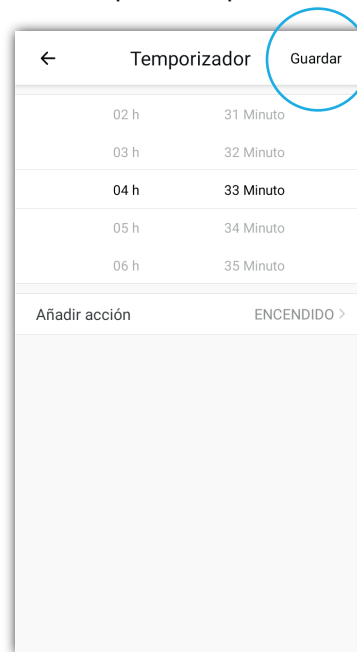 ← Temporizador Guardar
02 h 31 Minuto
03 h 32 Minuto
04 h 33 Minuto
05 h 34 Minuto
06 h 35 Minuto
Añadir acción ENCENDIDO >